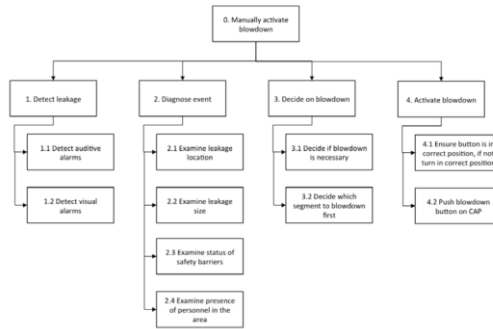 0. Manually activate
blowdown
1. Detect leakage
2. Diagnose event
3. Decide on blowdown
4. Activate blowdown
1.1 Detect auditive
alarms
2.1 Examine leakage
location
3.1 Decide if blowdown
is necessary
4.1 Ensure button is in
correct position, if not
turn in correct position
1.2 Detect visual
alarms
2.2 Examine leakage
size
3.2 Decide which
segment to blowdown
first
4.2 Push blowdown
button on CAP
2.3 Examine status of
safety barriers
2.4 Examine presence
of personnel in the
area